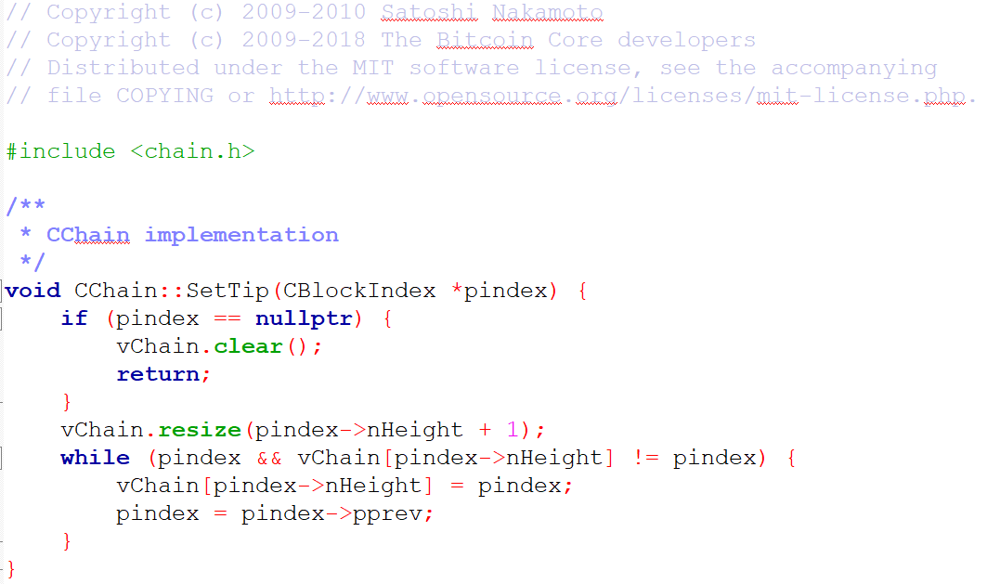 // Copyright (c) 2009-2010 Satoshi Nakamoto
// Copyright (c) 2009-2018 The Bitcoin Core developers
// Distributed under the MIT software license, see the accompanying
// file COPYING or http://www.opensource.org/licenses/mit-license.php.

#include <chain.h>

/**
 * CChain implementation
 */
void CChain::SetTip(CBlockIndex *pindex) {
    if (pindex == nullptr) {
        vChain.clear();
        return;
    }
    vChain.resize(pindex->nHeight + 1);
    while (pindex && vChain[pindex->nHeight] != pindex) {
        vChain[pindex->nHeight] = pindex;
        pindex = pindex->pprev;
    }
}